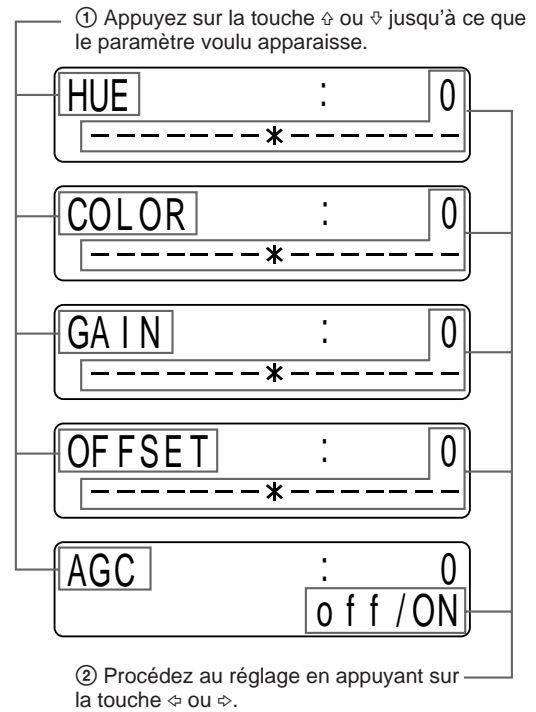 ① Appuyez sur la touche ⇧ ou ⇩ jusqu'à ce que
le paramètre voulu apparaisse.
HUE : 0
−−−−−−−*−−−−−−−
COLOR : 0
−−−−−−−*−−−−−−−
GAIN : 0
−−−−−−−*−−−−−−−
OFFSET : 0
−−−−−−−*−−−−−−−
AGC : 0
off/ON
② Procédez au réglage en appuyant sur
la touche ⇦ ou ⇨.